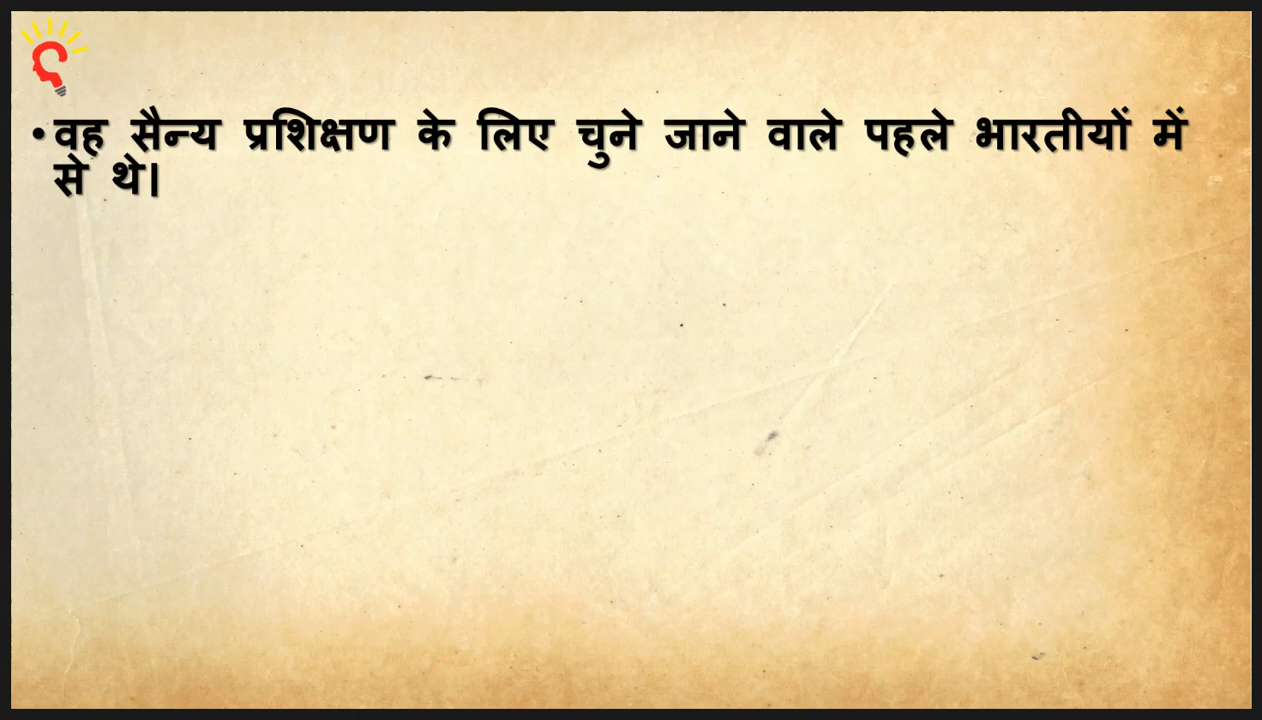 •वह सैन्य प्रशिक्षण के लिए चुने जाने वाले पहले भारतीयों में
से थे।